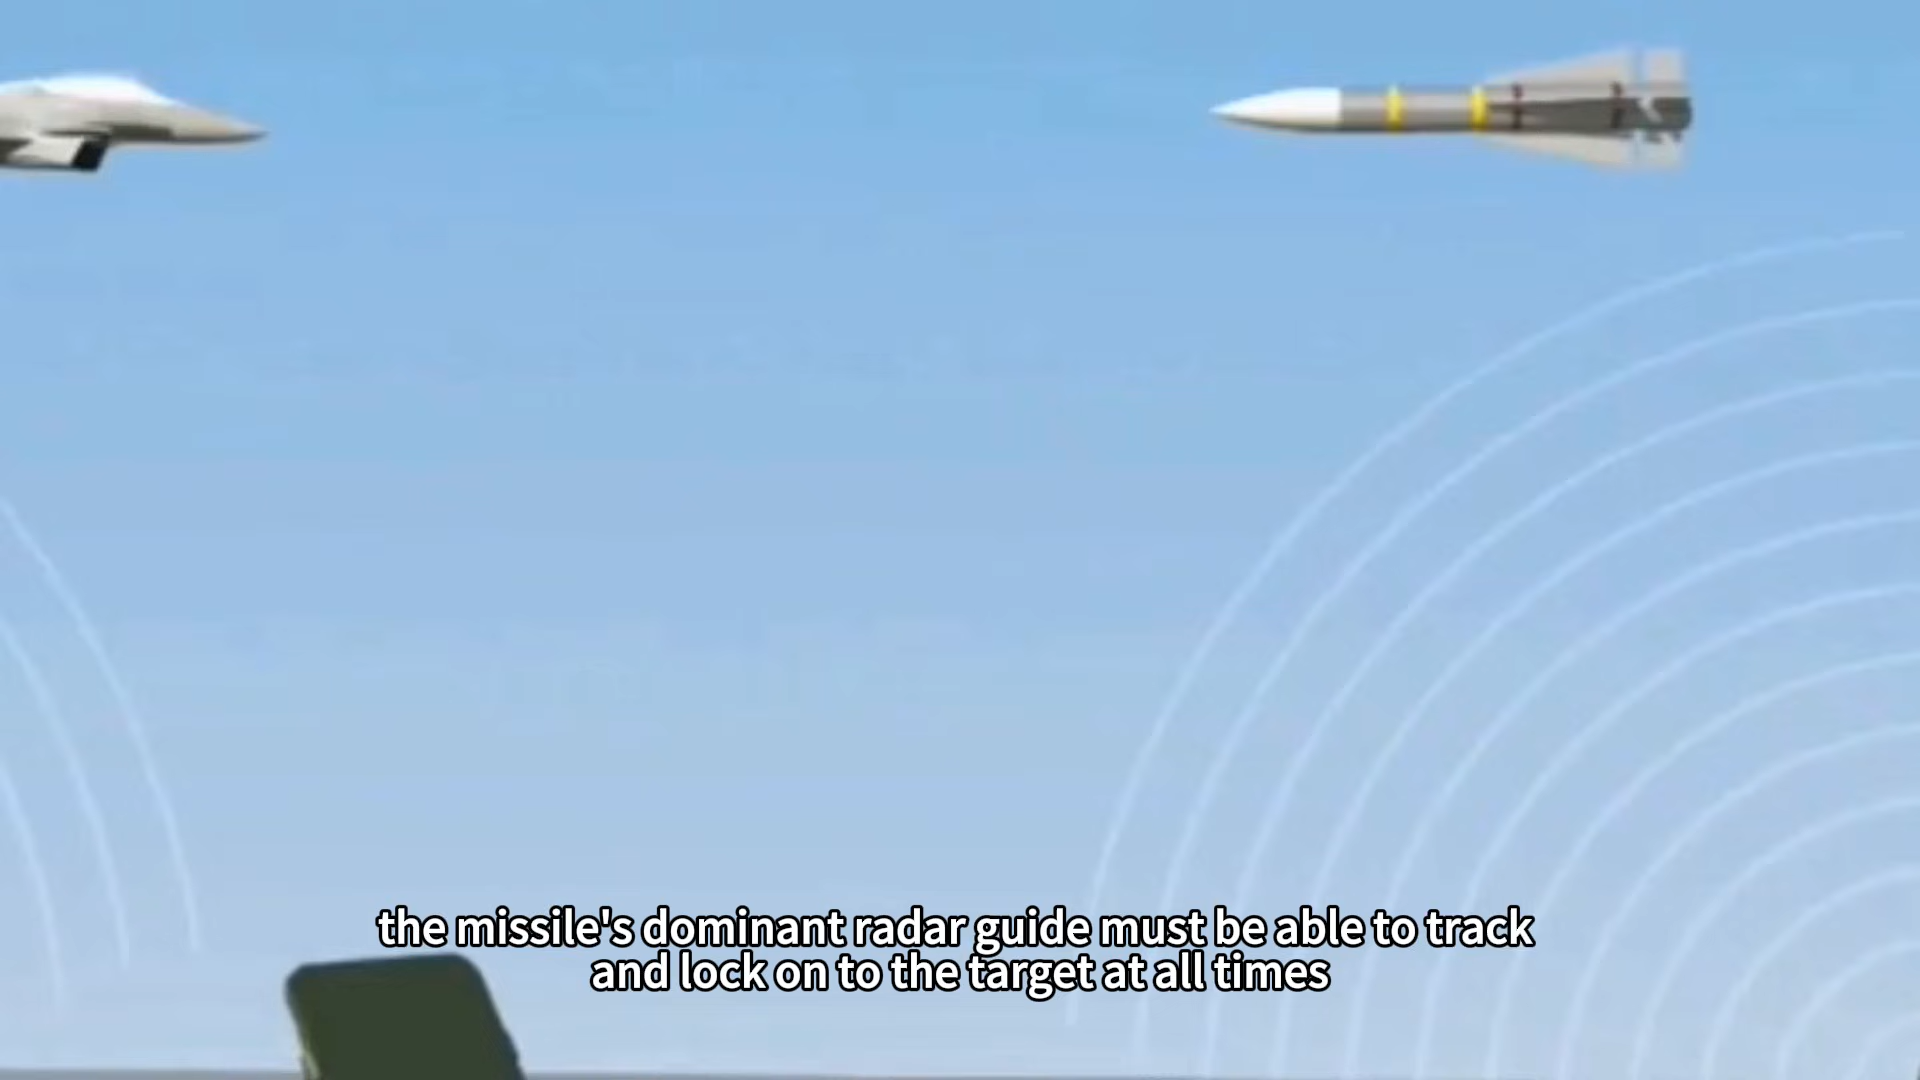 the missile's dominant radar guide must be able to track
and lock on to the target at all times